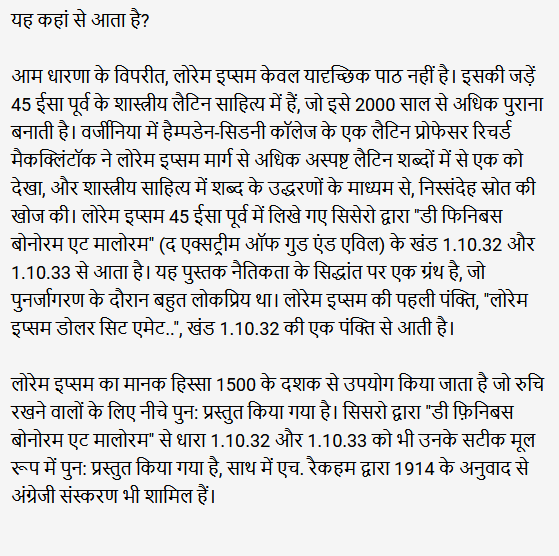 यह कहां से आता है?
आम धारणा के विपरीत, लोरेम इप्सम केवल यादृच्छिक पाठ नहीं है। इसकी जड़ें
45 ईसा पूर्व के शास्त्रीय लैटिन साहित्य में हैं, जो इसे 2000 साल से अधिक पुराना
बनाती है। वर्जीनिया में हैम्पडेन-सिडनी कॉलेज के एक लैटिन प्रोफेसर रिचर्ड
मैकक्लिंटॉक ने लोरेम इप्सम मार्ग से अधिक अस्पष्ट लैटिन शब्दों में से एक को
देखा, और शास्त्रीय साहित्य में शब्द के उद्धरणों के माध्यम से, निस्संदेह स्रोत की
खोज की। लोरेम इप्सम 45 ईसा पूर्व में लिखे गए सिसेरो द्वारा "डी फिनिबस
बोनोरम एट मालोरम" (द एक्सट्रीम ऑफ गुड एंड एविल) के खंड 1.10.32 और
1.10.33 से आता है। यह पुस्तक नैतिकता के सिद्धांत पर एक ग्रंथ है, जो
पुनर्जागरण के दौरान बहुत लोकप्रिय था। लोरेम इप्सम की पहली पंक्ति, "लोरेम
इप्सम डोलर सिट एमेट..", खंड 1.10.32 की एक पंक्ति से आती है।
लोरेम इप्सम का मानक हिस्सा 1500 के दशक से उपयोग किया जाता है जो रुचि
रखने वालों के लिए नीचे पुन: प्रस्तुत किया गया है। सिसरो द्वारा "डी फ़िनिबस
बोनोरम एट मालोरम" से धारा 1.10.32 और 1.10.33 को भी उनके सटीक मूल
रूप में पुन: प्रस्तुत किया गया है, साथ में एच. रैकहम द्वारा 1914 के अनुवाद से
अंग्रेजी संस्करण भी शामिल हैं।